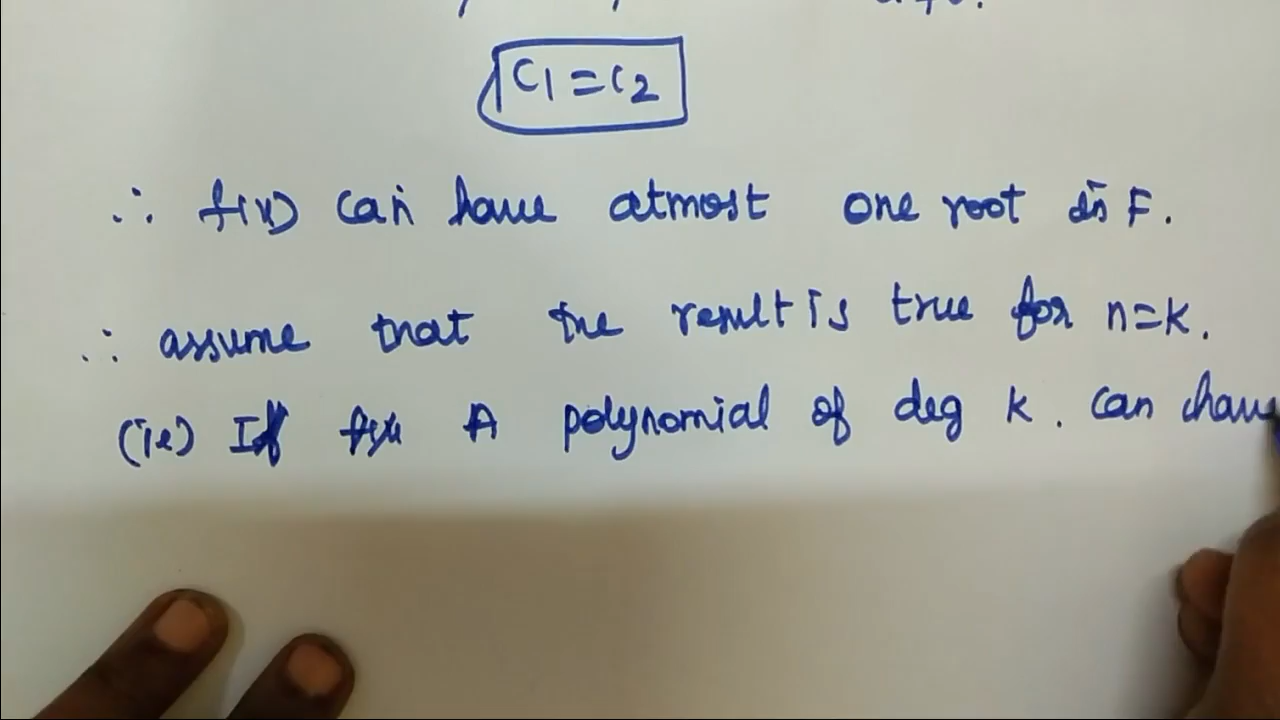 C1 = C2
∴ f(x) can have atmost one root in F.
∴ assume that the result is true for n=k.
(ie) A polynomial of deg k. can have